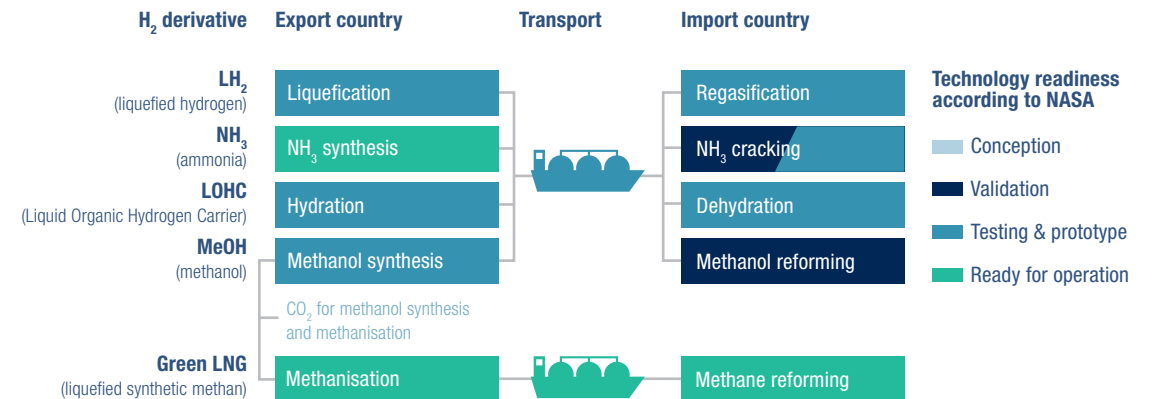 H2 derivative
Export country
Transport
Import country
LH2
(liquefied hydrogen)
Liquefication
Regasification
NH3
(ammonia)
NH3 synthesis
NH3 cracking
LOHC
(Liquid Organic Hydrogen Carrier)
Hydration
Dehydration
MeOH
(methanol)
Methanol synthesis
Methanol reforming
CO2 for methanol synthesis
and methanisation
Green LNG
(liquefied synthetic methan)
Methanisation
Methane reforming
Technology readiness
according to NASA
Conception
Validation
Testing & prototype
Ready for operation